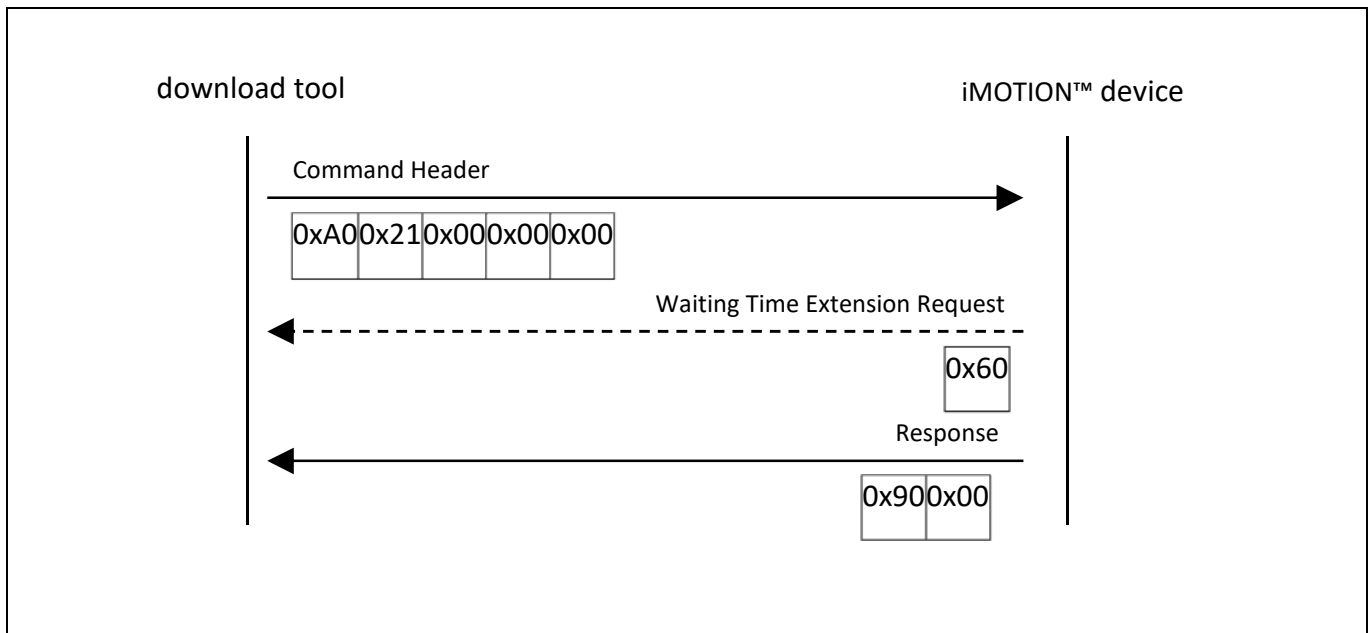 download tool
iMOTION™ device
Command Header
0xA0 0x21 0x00 0x00 0x00
Waiting Time Extension Request
0x60
Response
0x90 0x00